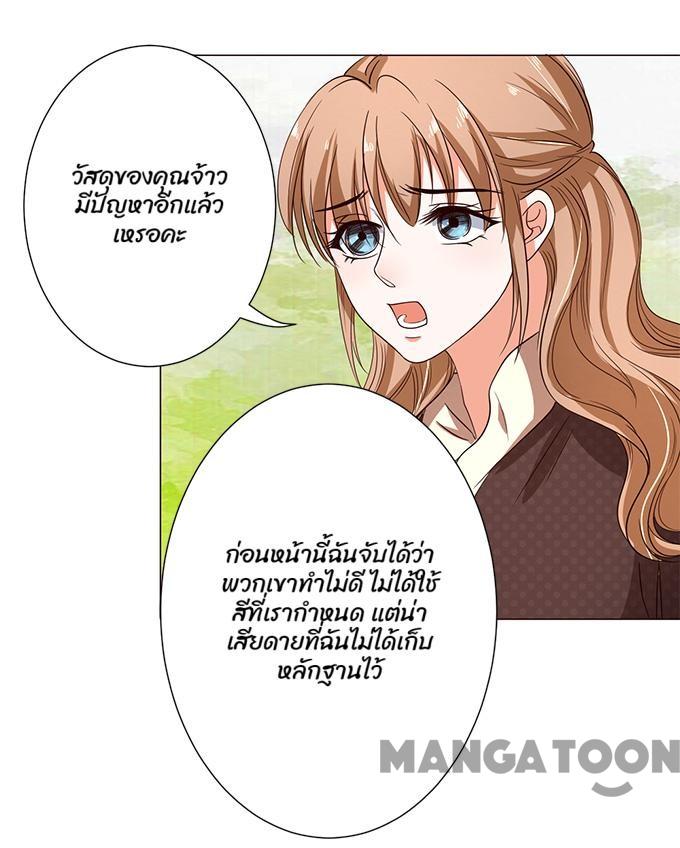 วัสดุของคุณจ้าว
มีปัญหาอีกแล้ว
เหรอคะ
ก่อนหน้านี้ฉันจับได้ว่า
พวกเขาทำไม่ดี ไม่ได้ใช้
สีที่เรากำหนด แต่น่า
เสียดายที่ฉันไม่ได้เก็บ
หลักฐานไว้
MANGATOON